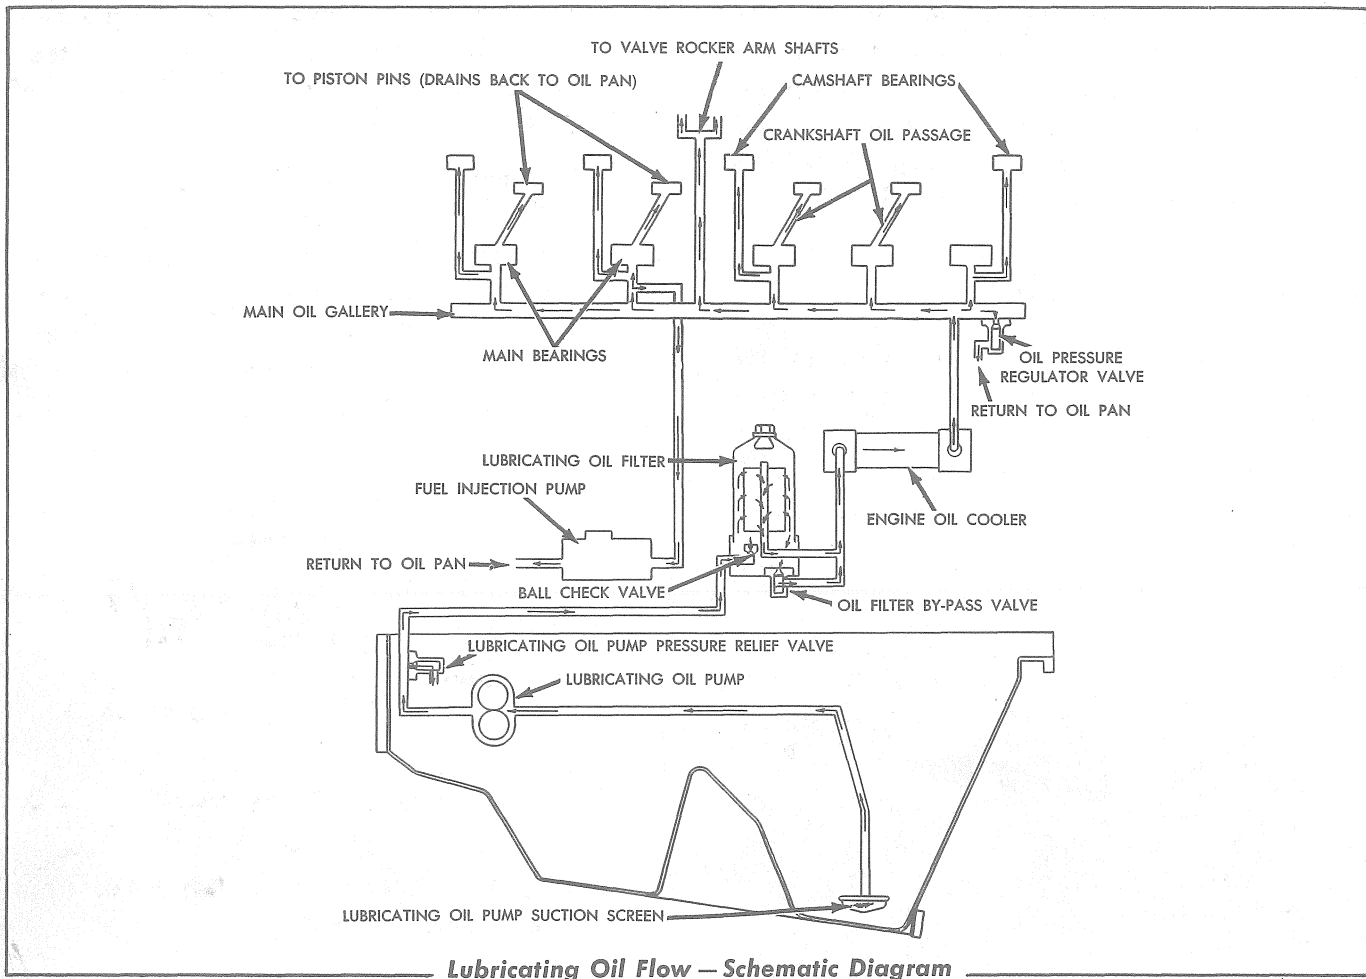 TO VALVE ROCKER ARM SHAFTS
TO PISTON PINS (DRAINS BACK TO OIL PAN)
CAMSHAFT BEARINGS
CRANKSHAFT OIL PASSAGE
MAIN OIL GALLERY
MAIN BEARINGS
OIL PRESSURE
REGULATOR VALVE
RETURN TO OIL PAN
LUBRICATING OIL FILTER
FUEL INJECTION PUMP
ENGINE OIL COOLER
RETURN TO OIL PAN
BALL CHECK VALVE
OIL FILTER BY-PASS VALVE
LUBRICATING OIL PUMP PRESSURE RELIEF VALVE
LUBRICATING OIL PUMP
LUBRICATING OIL PUMP SUCTION SCREEN
Lubricating Oil Flow — Schematic Diagram